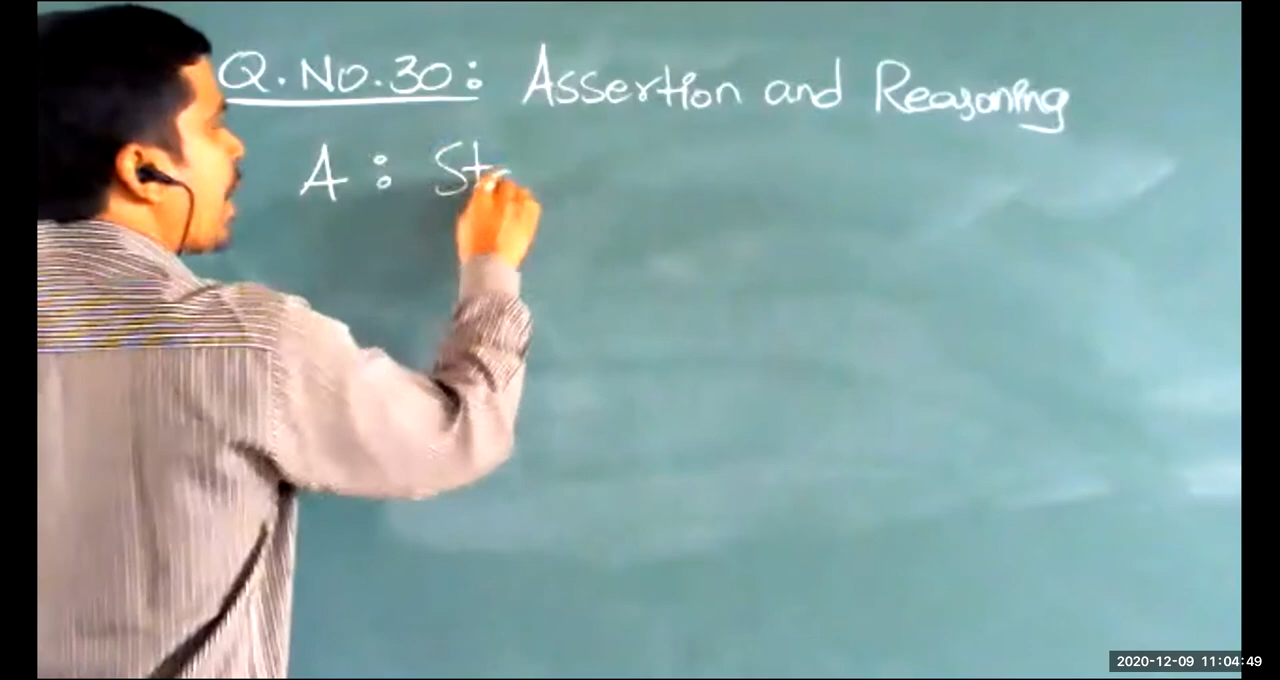 Q.No.30: Assertion and Reasoning
A : St
2020-12-09 11:04:49